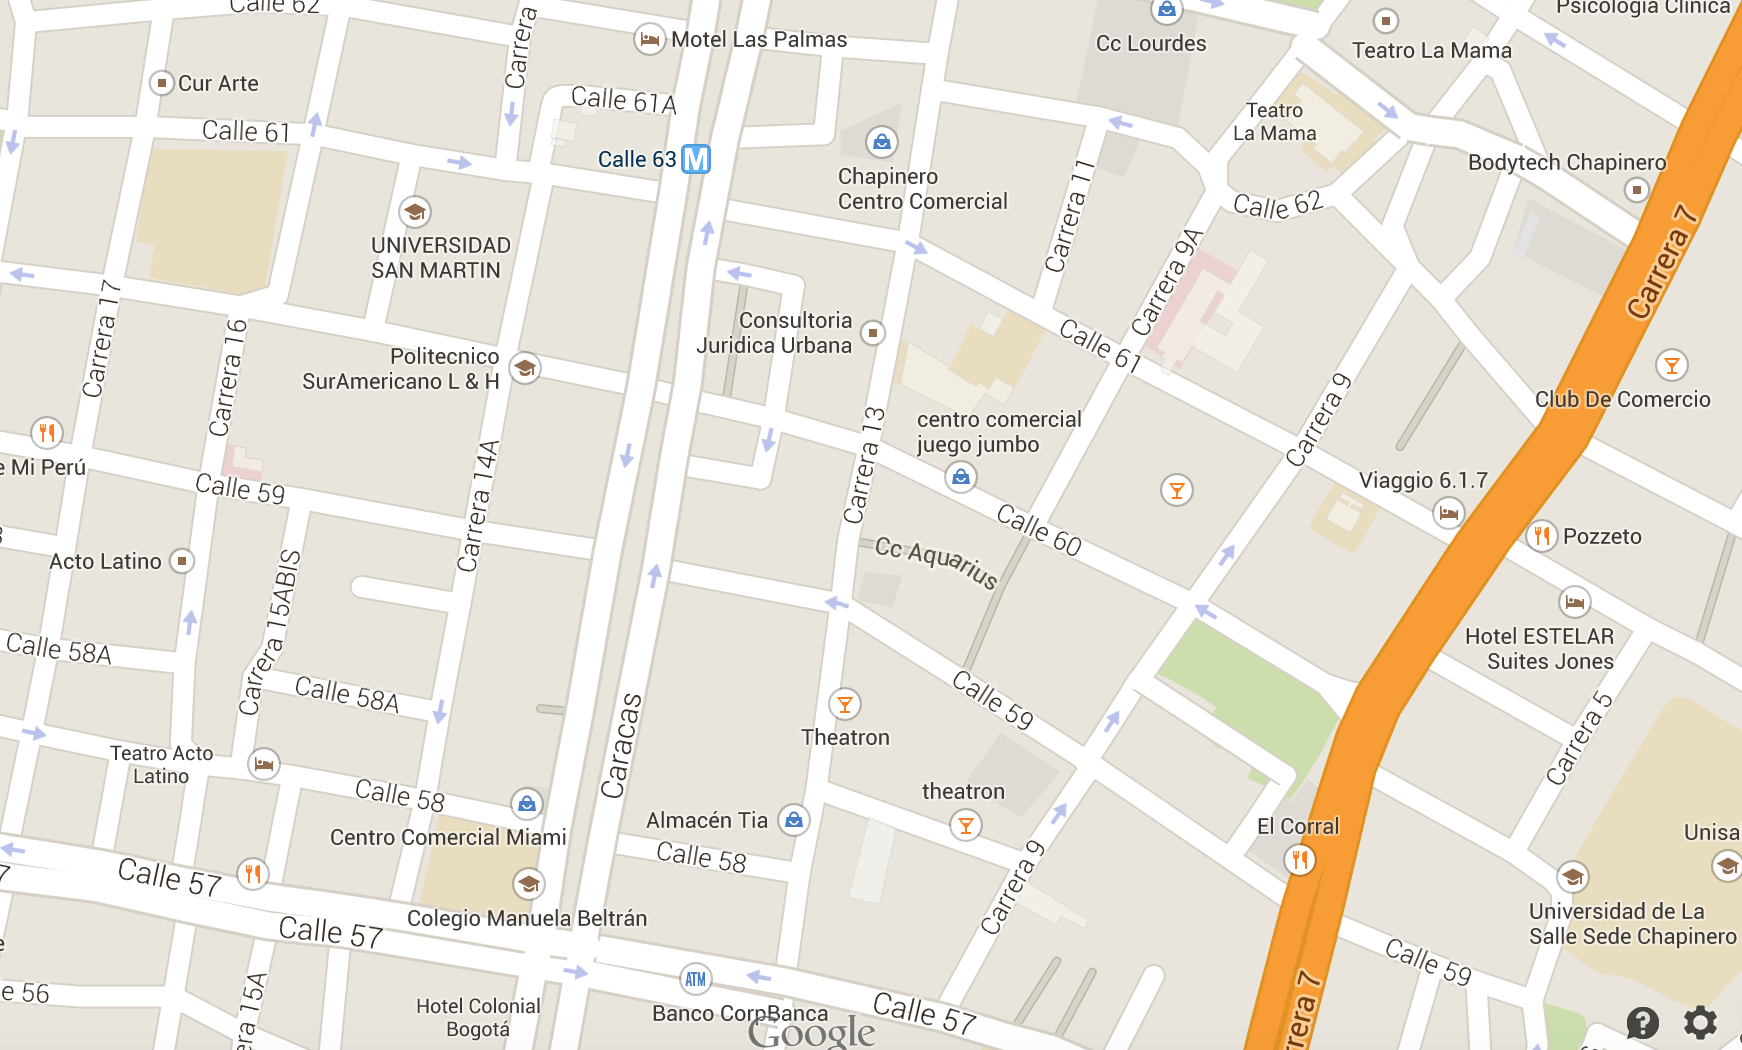 Calle 62
Carrera
Motel Las Palmas
Cc Lourdes
Teatro La Mama
Psicologia Clinica
Cur Arte
Calle 61A
Calle 61
Calle 63
M
Teatro
La Mama
Chapinero
Centro Comercial
Carrera 11
Calle 62
Bodytech Chapinero
UNIVERSIDAD
SAN MARTIN
Carrera 9A
Carrera 7
Carrera 17
Carrera 16
Consultoria
Juridica Urbana
Calle 61
Politecnico
SurAmericano L & H
Carrera 9
Club De Comercio
centro comercial
juego jumbo
Carrera 13
e Mi Perú
Calle 59
Carrera 14A
Viaggio 6.1.7
Calle 60
Pozzeto
Cc Aquarius
Acto Latino
Carrera 15ABIS
Hotel ESTELAR
Suites Jones
Calle 58A
Calle 58A
Calle 59
Caracas
Carrera 5
Theatron
Teatro Acto
Latino
Calle 58
theatron
Centro Comercial Miami
Almacén Tia
Calle 58
El Corral
Unisa
Calle 57
7
Carrera 9
Colegio Manuela Beltrán
Calle 57
Universidad de La
Salle Sede Chapinero
Calle 59
ATM
Banco CorpBanca
Hotel Colonial
Bogotá
e 56
a 15A
Calle 57
Google
rrera 7
?